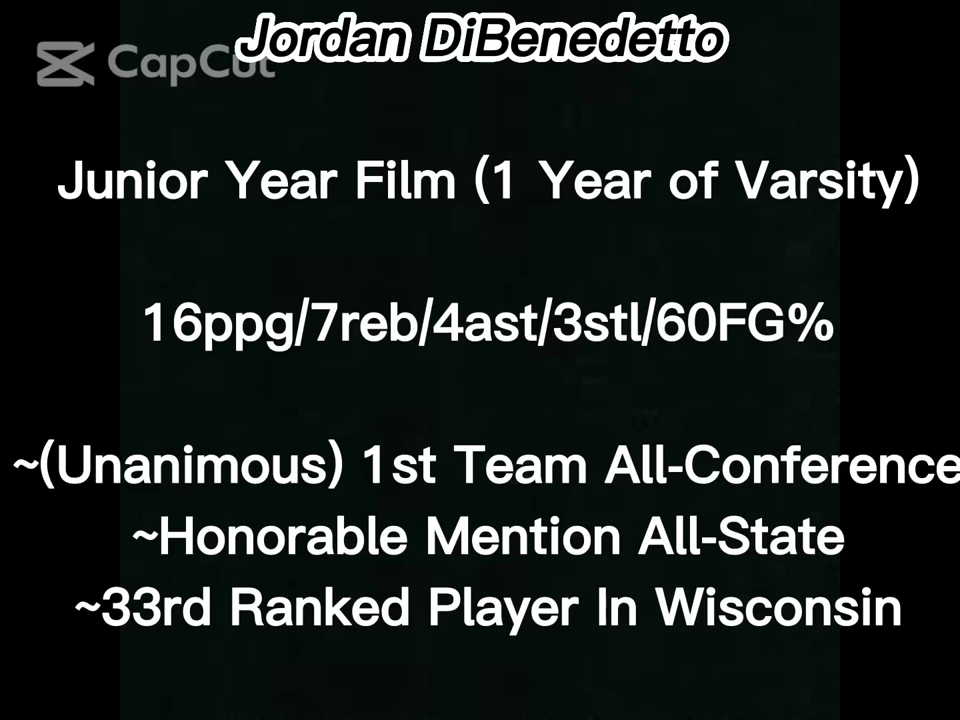 Jordan DiBenedetto
CapCut
Junior Year Film (1 Year of Varsity)
16ppg/7reb/4ast/3stl/60FG%
~(Unanimous) 1st Team All-Conference
~Honorable Mention All-State
~33rd Ranked Player In Wisconsin